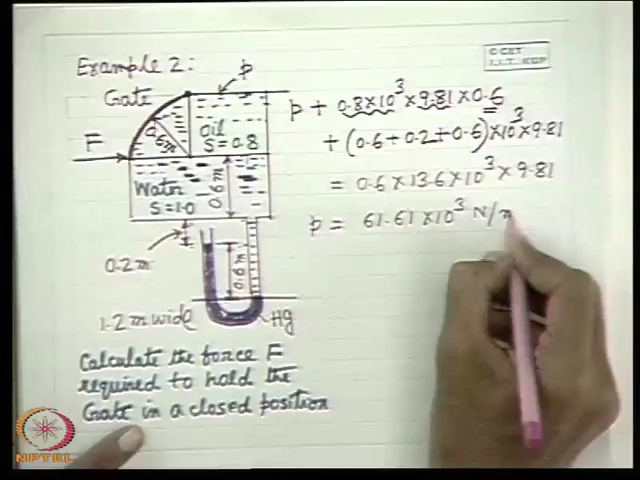 Example 2:
Gate
p
F
0.6m
Oil
S = 0.8
Water
S = 1.0
0.6m
0.2m
0.6m
1.2m wide
Hg
Calculate the force F
required to hold the
Gate in a closed position
p + 0.8×10³×9.81×0.6
+ (0.6+0.2+0.6)×10³×9.81
= 0.6×13.6×10³×9.81
p = 61.61×10³ N/m
© CET
I.I.T. KGP
NPTEL